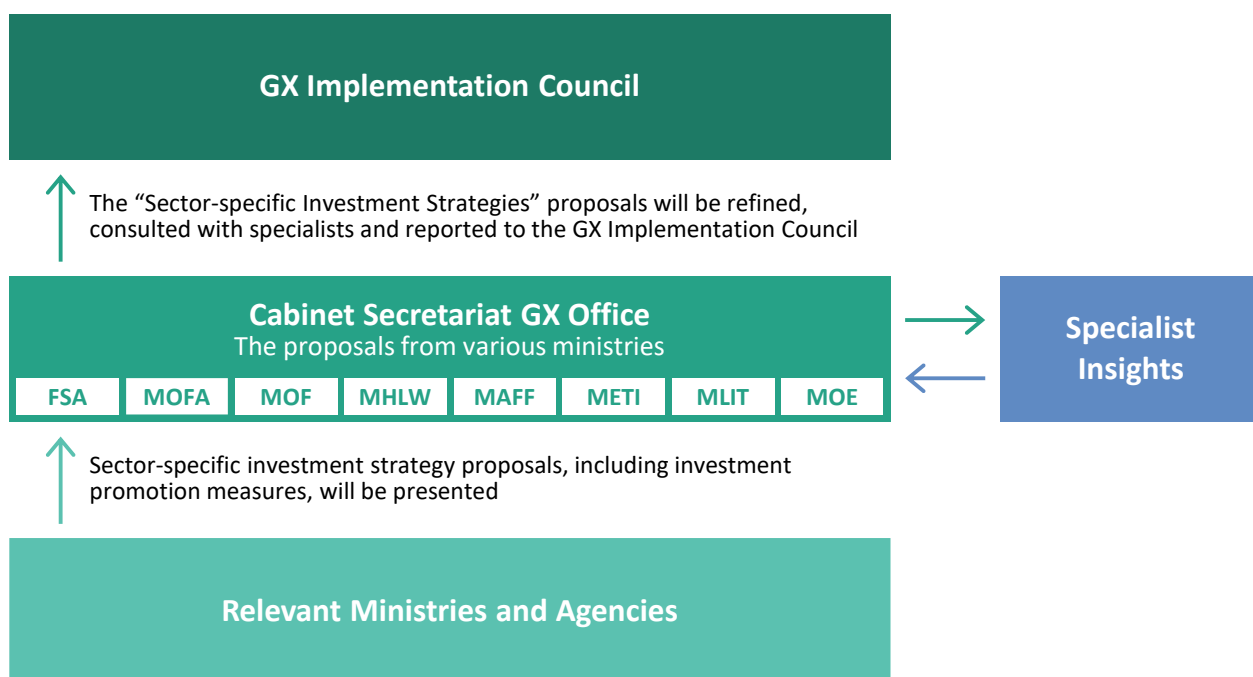 GX Implementation Council
The “Sector-specific Investment Strategies” proposals will be refined,
consulted with specialists and reported to the GX Implementation Council
Cabinet Secretariat GX Office
The proposals from various ministries
FSA
MOFA
MOF
MHLW
MAFF
METI
MLIT
MOE
Specialist
Insights
Sector-specific investment strategy proposals, including investment
promotion measures, will be presented
Relevant Ministries and Agencies